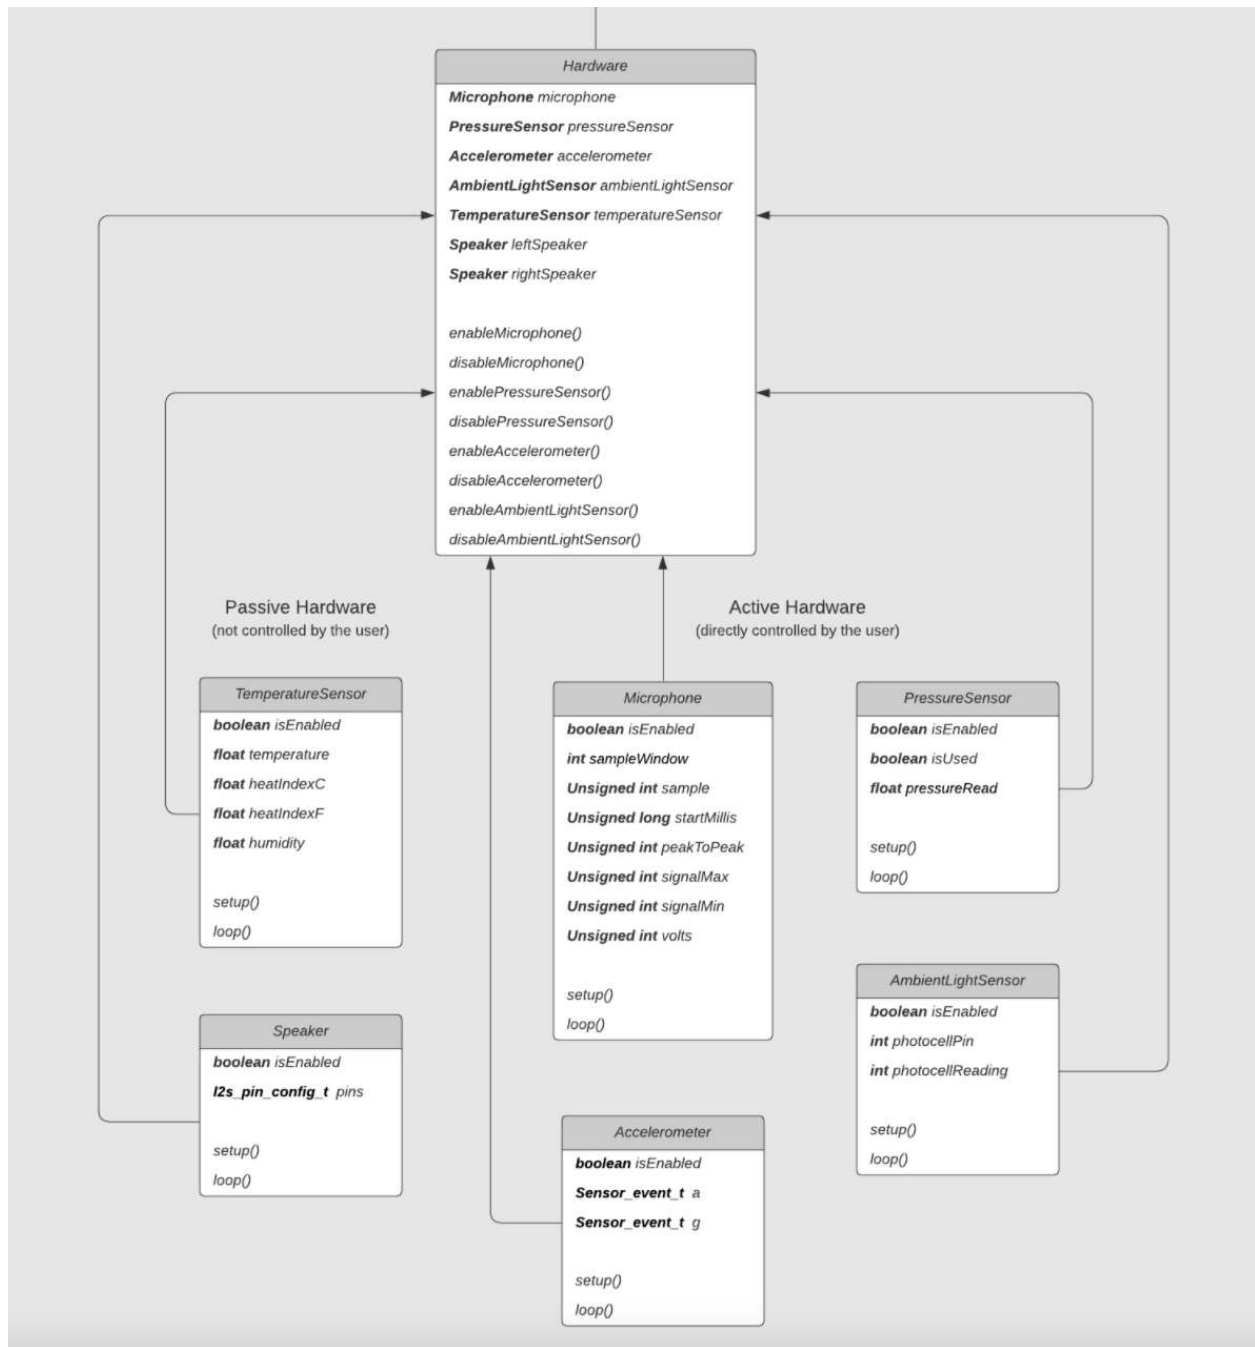 Hardware
Microphone microphone
PressureSensor pressureSensor
Accelerometer accelerometer
AmbientLightSensor ambientLightSensor
TemperatureSensor temperatureSensor
Speaker leftSpeaker
Speaker rightSpeaker
enableMicrophone()
disableMicrophone()
enablePressureSensor()
disablePressureSensor()
enableAccelerometer()
disableAccelerometer()
enableAmbientLightSensor()
disableAmbientLightSensor()
Passive Hardware
(not controlled by the user)
Active Hardware
(directly controlled by the user)
TemperatureSensor
boolean isEnabled
float temperature
float heatIndexC
float heatIndexF
float humidity
setup()
loop()
Microphone
boolean isEnabled
int sampleWindow
Unsigned int sample
Unsigned long startMillis
Unsigned int peakToPeak
Unsigned int signalMax
Unsigned int signalMin
Unsigned int volts
setup()
loop()
PressureSensor
boolean isEnabled
boolean isUsed
float pressureRead
setup()
loop()
Speaker
boolean isEnabled
I2s_pin_config_t pins
setup()
loop()
AmbientLightSensor
boolean isEnabled
int photocellPin
int photocellReading
setup()
loop()
Accelerometer
boolean isEnabled
Sensor_event_t a
Sensor_event_t g
setup()
loop()